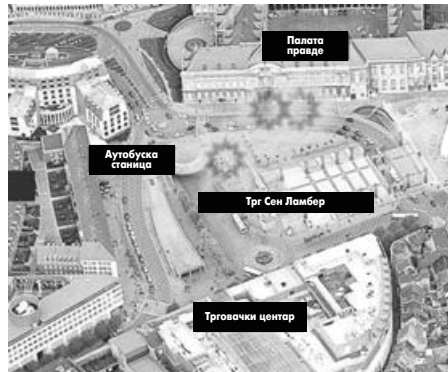 Палата
правде
Аутобуска
станица
Трг Сен Ламбер
Трговачки центар